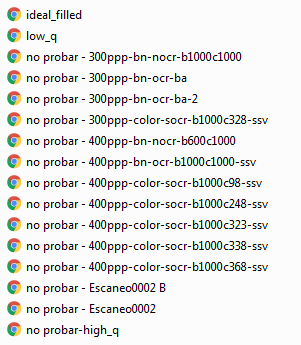 ideal_filled
low_q
no probar - 300ppp-bn-nocr-b1000c1000
no probar - 300ppp-bn-ocr-ba
no probar - 300ppp-bn-ocr-ba-2
no probar - 300ppp-color-socr-b1000c328-ssv
no probar - 400ppp-bn-nocr-b600c1000
no probar - 400ppp-bn-ocr-b1000c1000-ssv
no probar - 400ppp-color-socr-b1000c98-ssv
no probar - 400ppp-color-socr-b1000c248-ssv
no probar - 400ppp-color-socr-b1000c323-ssv
no probar - 400ppp-color-socr-b1000c338-ssv
no probar - 400ppp-color-socr-b1000c368-ssv
no probar - Escaneo0002 B
no probar - Escaneo0002
no probar-high_q